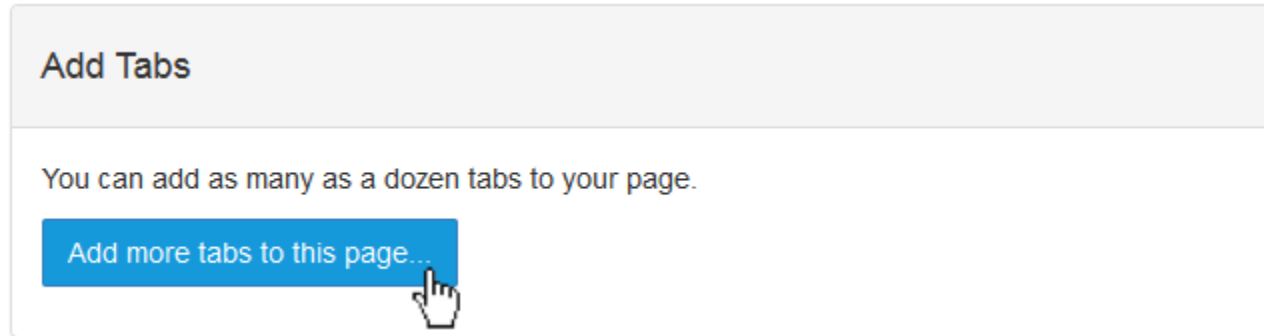 Add Tabs
You can add as many as a dozen tabs to your page.
Add more tabs to this page...